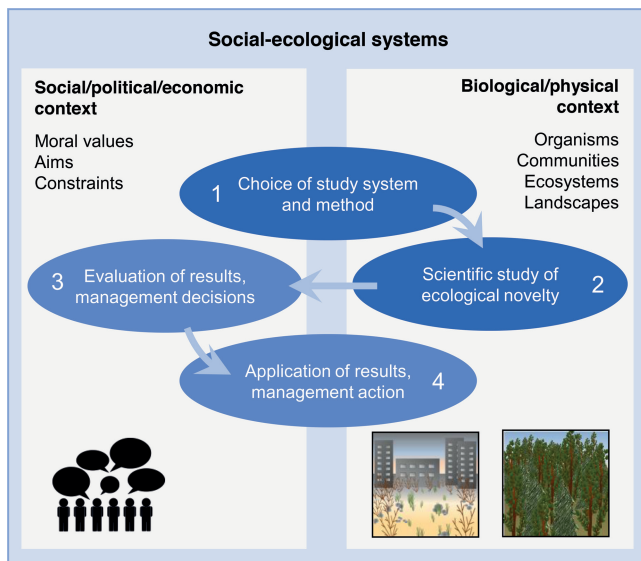 Social-ecological systems
Social/political/economic
context
Moral values
Aims
Constraints
Biological/physical
context
Organisms
Communities
Ecosystems
Landscapes
1 Choice of study system
and method
Scientific study of
ecological novelty 2
3 Evaluation of results,
management decisions
Application of results,
management action 4